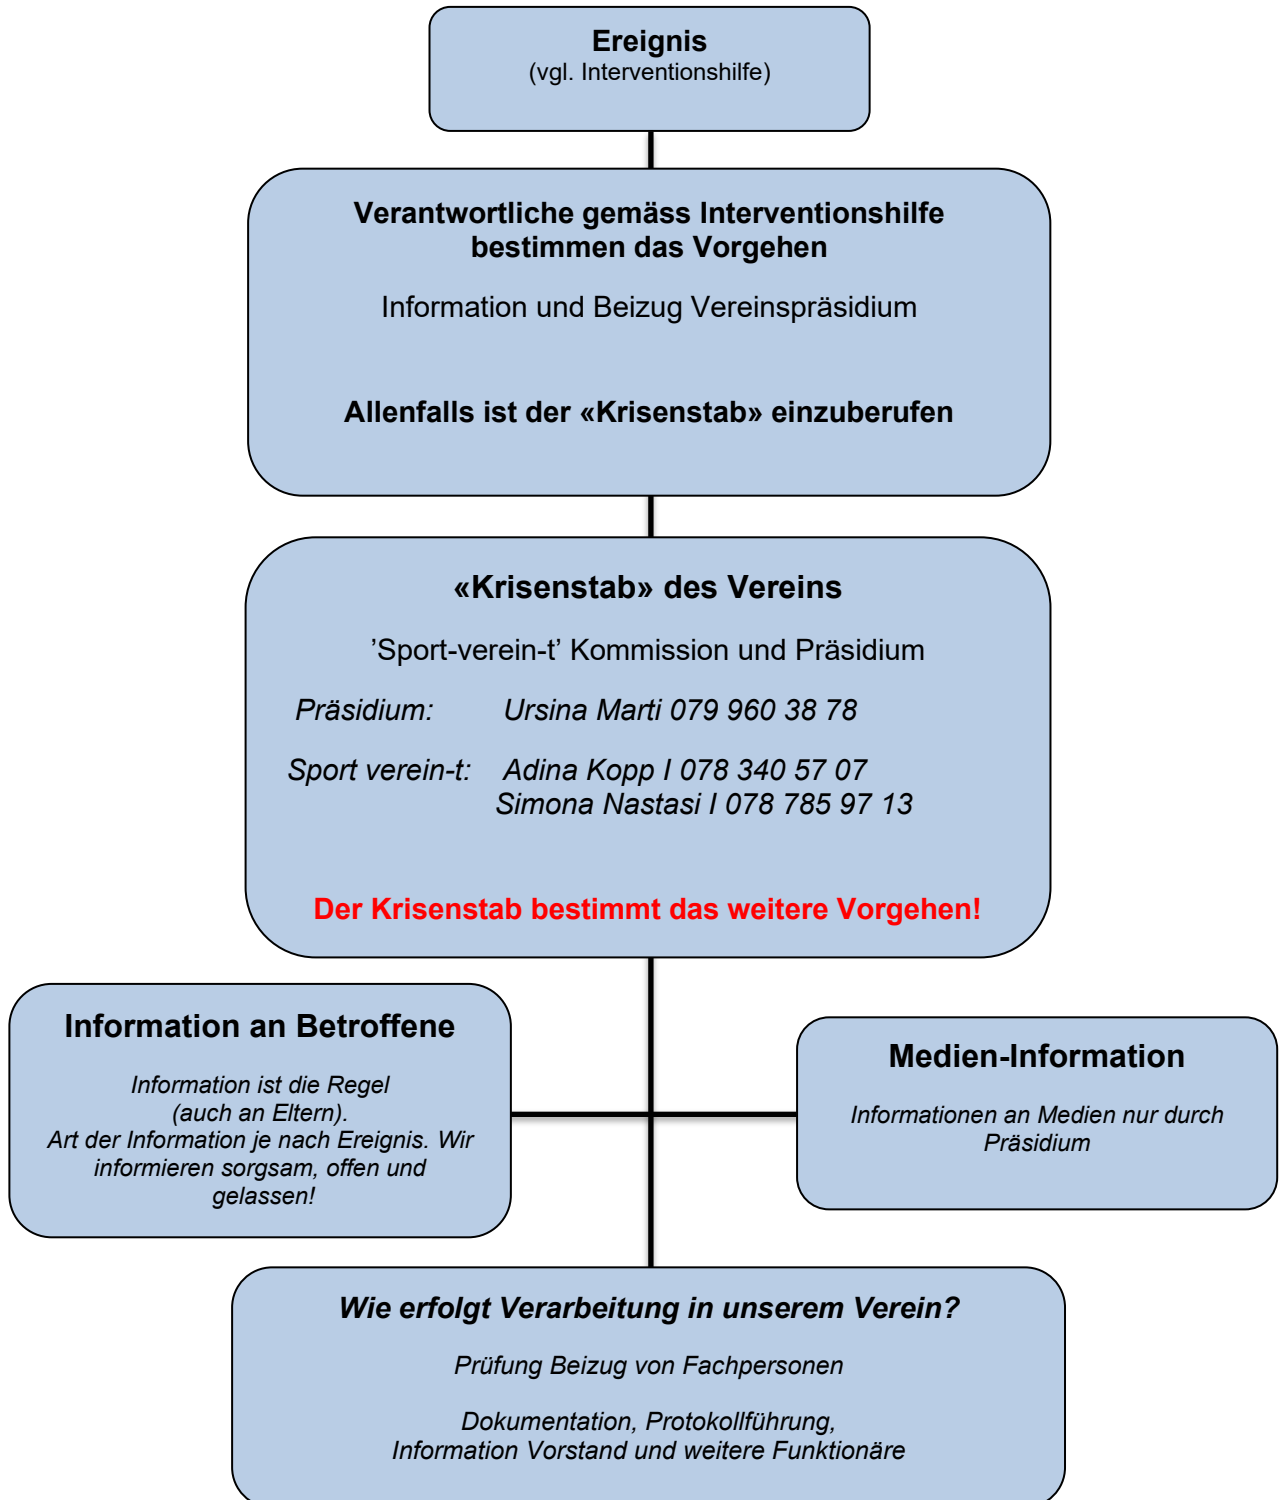 Ereignis
(vgl. Interventionshilfe)
Verantwortliche gemäss Interventionshilfe
bestimmen das Vorgehen
Information und Beizug Vereinspräsidium
Allenfalls ist der «Krisenstab» einzuberufen
«Krisenstab» des Vereins
’Sport-verein-t’ Kommission und Präsidium
Präsidium: Ursina Marti 079 960 38 78
Sport verein-t: Adina Kopp I 078 340 57 07
Simona Nastasi I 078 785 97 13
Der Krisenstab bestimmt das weitere Vorgehen!
Information an Betroffene
Information ist die Regel
(auch an Eltern).
Art der Information je nach Ereignis. Wir
informieren sorgsam, offen und
gelassen!
Medien-Information
Informationen an Medien nur durch
Präsidium
Wie erfolgt Verarbeitung in unserem Verein?
Prüfung Beizug von Fachpersonen
Dokumentation, Protokollführung,
Information Vorstand und weitere Funktionäre